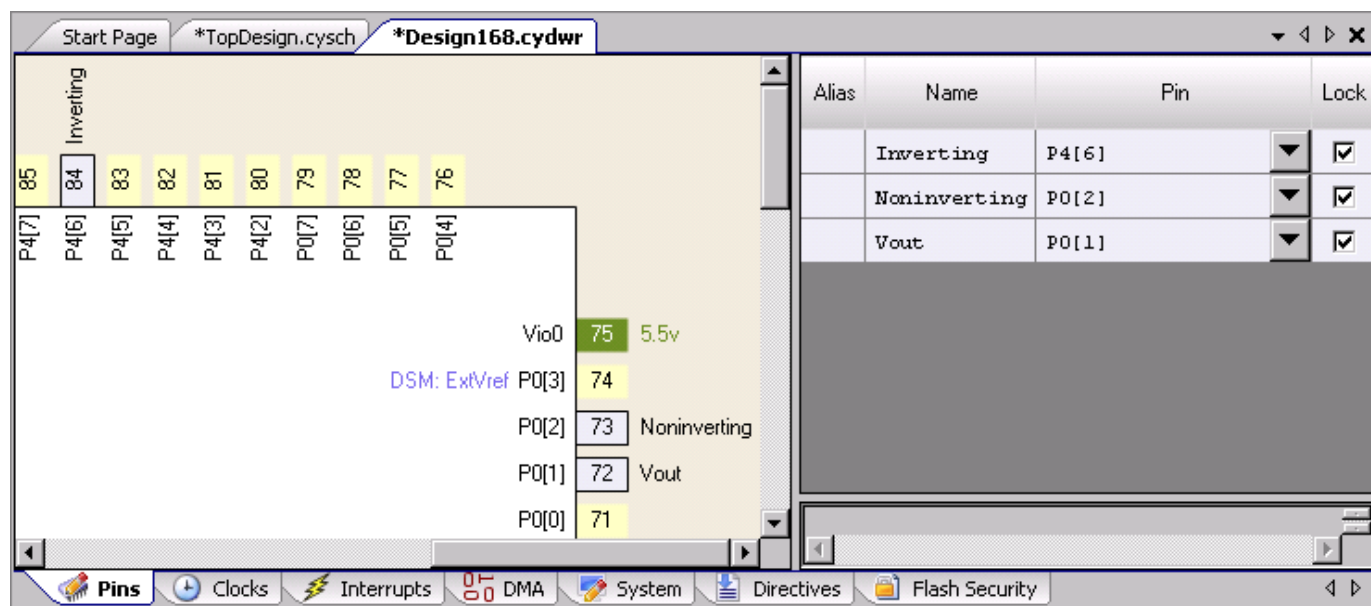 Start Page
*TopDesign.cysch
*Design168.cydwr
Inverting
85
84
83
82
81
80
79
78
77
76
P4[7]
P4[6]
P4[5]
P4[4]
P4[3]
P4[2]
P0[7]
P0[6]
P0[5]
P0[4]
Vio0 75 5.5v
DSM: ExtVref P0[3] 74
P0[2] 73 Noninverting
P0[1] 72 Vout
P0[0] 71
Alias Name Pin Lock
Inverting P4[6]
Noninverting P0[2]
Vout P0[1]
Pins Clocks Interrupts DMA System Directives Flash Security